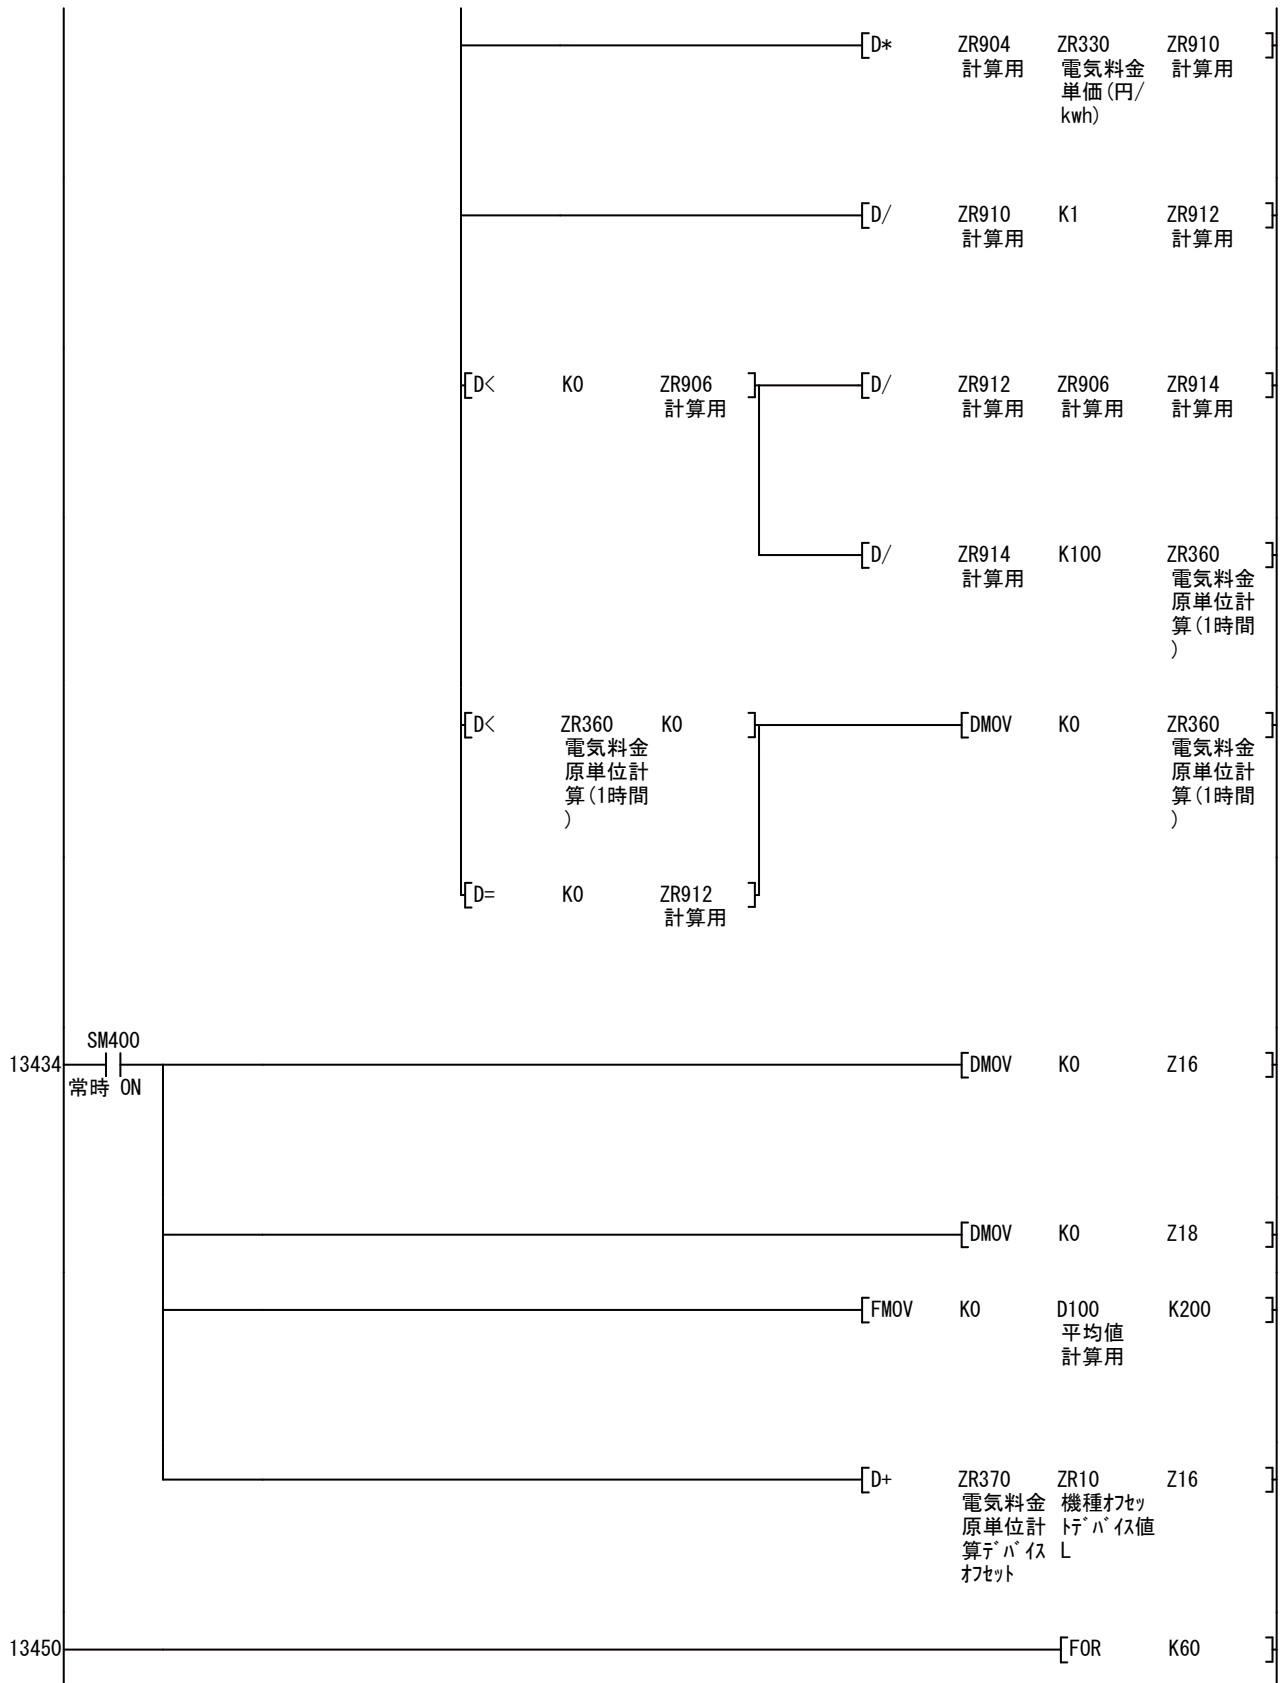 [D* ZR904 ZR330 ZR910 ]
計算用 電気料金 計算用
単価(円/
kwh)
[D/ ZR910 K1 ZR912 ]
計算用 計算用
[D< K0 ZR906 ] [D/ ZR912 ZR906 ZR914 ]
計算用 計算用 計算用 計算用
[D/ ZR914 K100 ZR360 ]
計算用 電気料金
原単位計
算(1時間
)
[D< ZR360 K0 ] [DMOV K0 ZR360 ]
電気料金 電気料金
原単位計 原単位計
算(1時間 算(1時間
) )
[D= K0 ZR912 ]
計算用
SM400
13434 [DMOV K0 Z16 ]
常時 ON
[DMOV K0 Z18 ]
[FMOV K0 D100 K200 ]
平均値
計算用
[D+ ZR370 ZR10 Z16 ]
電気料金 機種ｵﾌｾｯ
原単位計 ﾄﾃﾞﾊﾞｲｽ値
算ﾃﾞﾊﾞｲｽ L
ｵﾌｾｯﾄ
13450 [FOR K60 ]